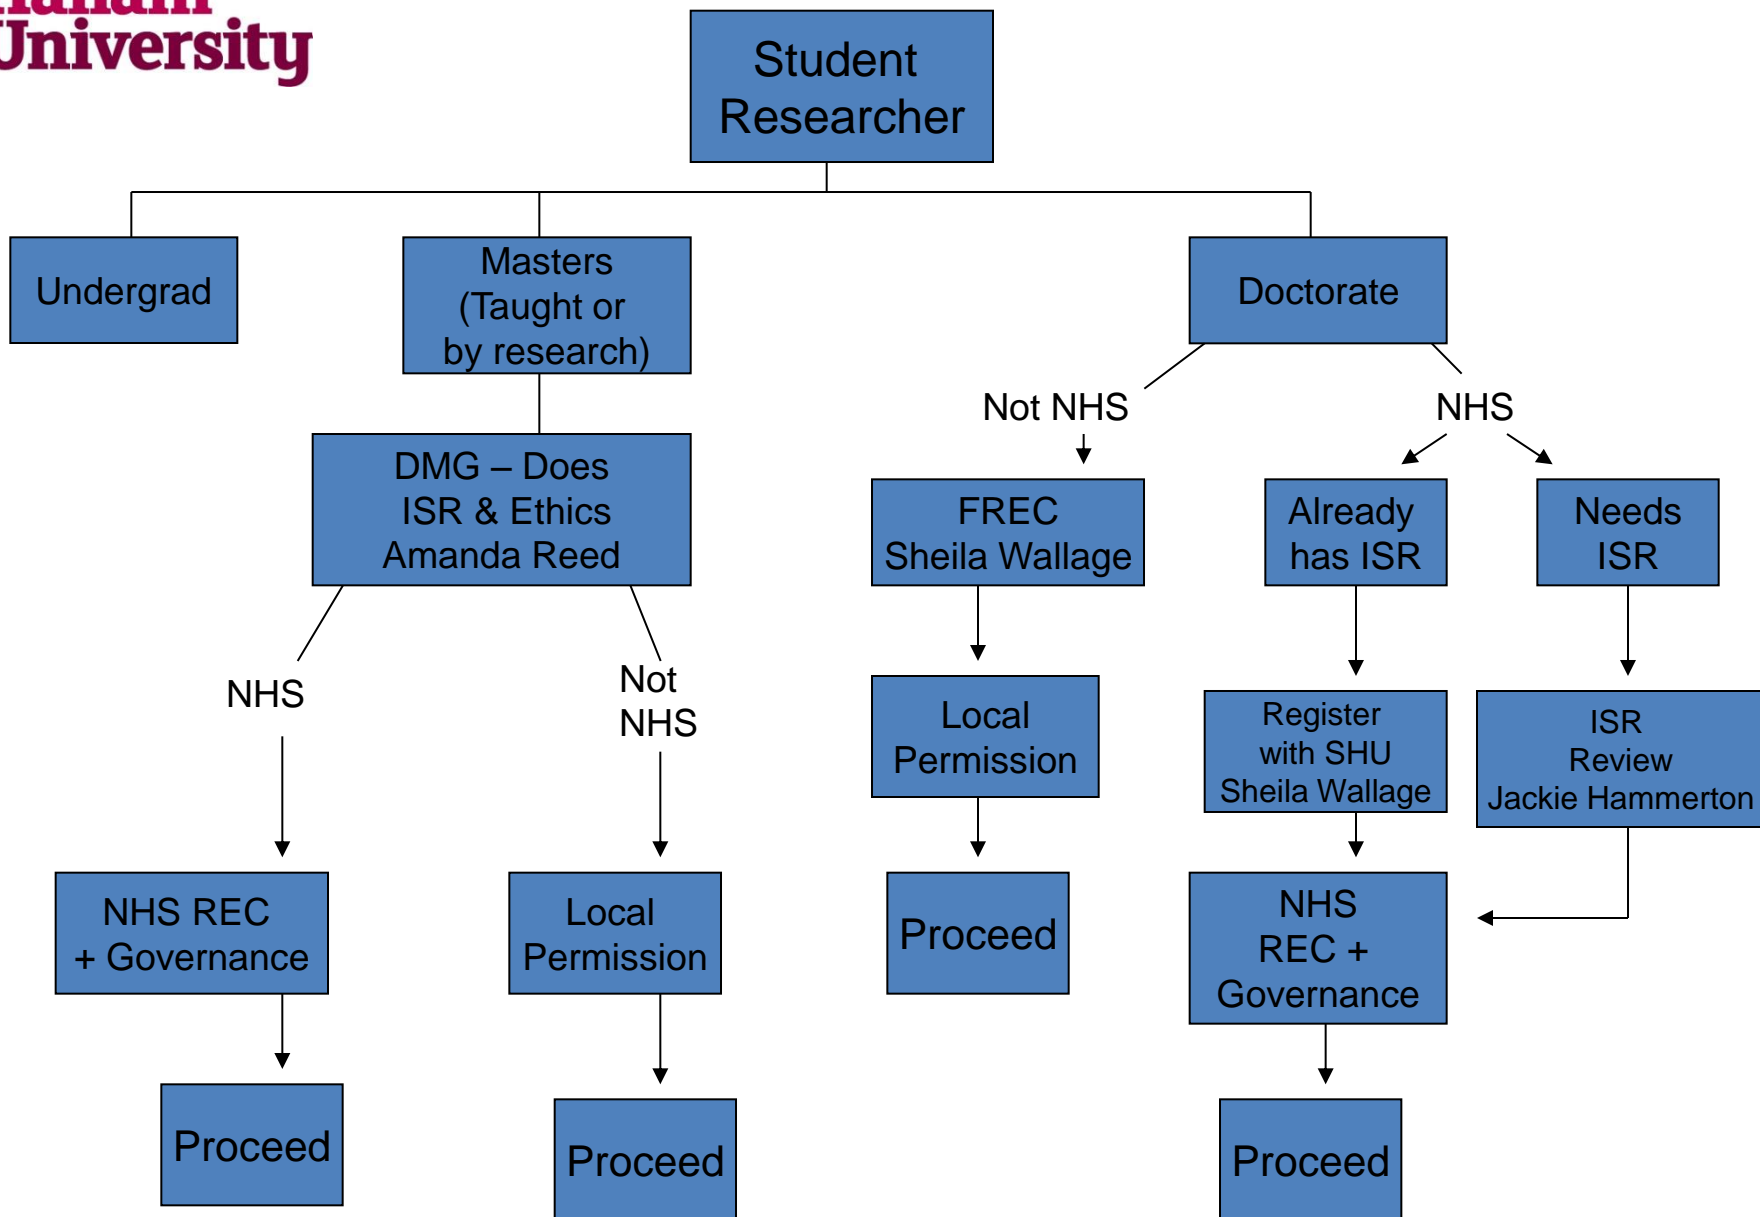 Hallam
University
Student
Researcher
Undergrad
Masters
(Taught or
by research)
Doctorate
Not NHS
NHS
DMG – Does
ISR & Ethics
Amanda Reed
FREC
Sheila Wallage
Already
has ISR
Needs
ISR
NHS
Not
NHS
Local
Permission
Register
with SHU
Sheila Wallage
ISR
Review
Jackie Hammerton
NHS REC
+ Governance
Local
Permission
Proceed
NHS
REC +
Governance
Proceed
Proceed
Proceed